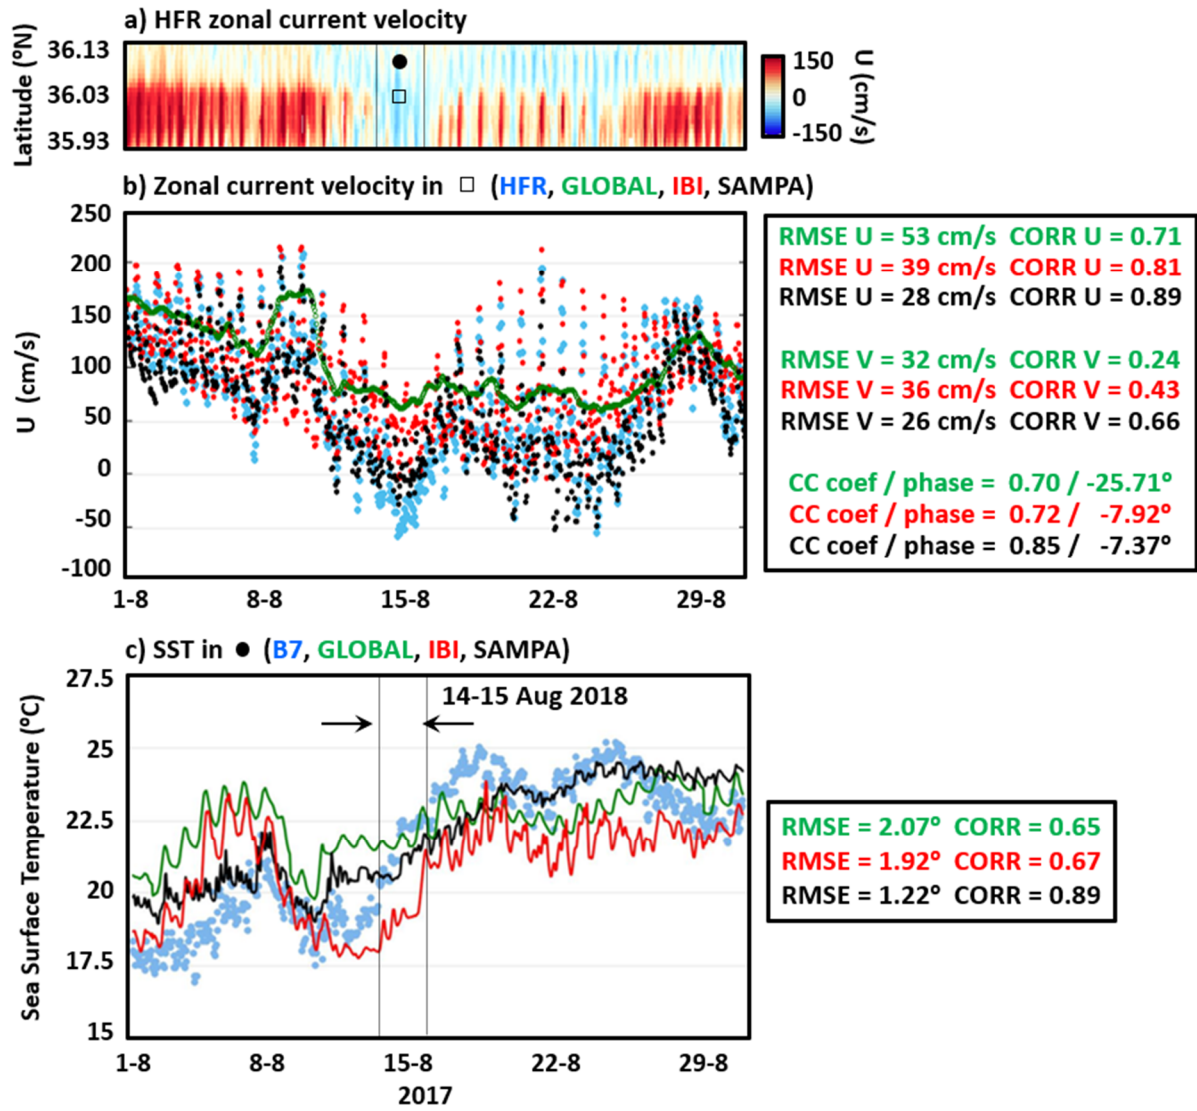 a) HFR zonal current velocity
Latitude (°N)
36.13
36.03
35.93
150
0
-150
U (cm/s)
b) Zonal current velocity in □ (HFR, GLOBAL, IBI, SAMPA)
U (cm/s)
250
200
150
100
50
0
-50
-100
1-8 8-8 15-8 22-8 29-8
RMSE U = 53 cm/s CORR U = 0.71
RMSE U = 39 cm/s CORR U = 0.81
RMSE U = 28 cm/s CORR U = 0.89
RMSE V = 32 cm/s CORR V = 0.24
RMSE V = 36 cm/s CORR V = 0.43
RMSE V = 26 cm/s CORR V = 0.66
CC coef / phase = 0.70 / -25.71°
CC coef / phase = 0.72 / -7.92°
CC coef / phase = 0.85 / -7.37°
c) SST in ● (B7, GLOBAL, IBI, SAMPA)
Sea Surface Temperature (°C)
27.5
25
22.5
20
17.5
15
14-15 Aug 2018
1-8 8-8 15-8 22-8 29-8
2017
RMSE = 2.07° CORR = 0.65
RMSE = 1.92° CORR = 0.67
RMSE = 1.22° CORR = 0.89